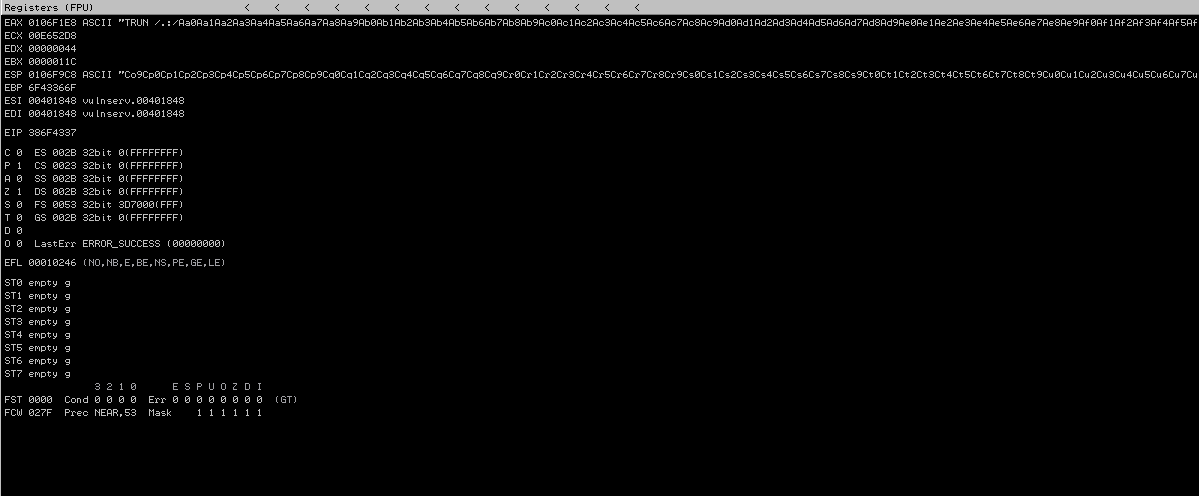 Registers (FPU) < < < < < < < < < < < < < <
EAX 0106F1E8 ASCII "TRUN /.:/Aa0Aa1Aa2Aa3Aa4Aa5Aa6Aa7Aa8Aa9Ab0Ab1Ab2Ab3Ab4Ab5Ab6Ab7Ab8Ab9Ac0Ac1Ac2Ac3Ac4Ac5Ac6Ac7Ac8Ac9Ad0Ad1Ad2Ad3Ad4Ad5Ad6Ad7Ad8Ad9Ae0Ae1Ae2Ae3Ae4Ae5Ae6Ae7Ae8Ae9Af0Af1Af2Af3Af4Af5Af
ECX 00E652D8
EDX 00000044
EBX 0000011C
ESP 0106F9C8 ASCII "Co9Cp0Cp1Cp2Cp3Cp4Cp5Cp6Cp7Cp8Cp9Cq0Cq1Cq2Cq3Cq4Cq5Cq6Cq7Cq8Cq9Cr0Cr1Cr2Cr3Cr4Cr5Cr6Cr7Cr8Cr9Cs0Cs1Cs2Cs3Cs4Cs5Cs6Cs7Cs8Cs9Ct0Ct1Ct2Ct3Ct4Ct5Ct6Ct7Ct8Ct9Cu0Cu1Cu2Cu3Cu4Cu5Cu6Cu7Cu
EBP 6F43366F
ESI 00401848 vulnserv.00401848
EDI 00401848 vulnserv.00401848
EIP 386F4337
C 0 ES 002B 32bit 0(FFFFFFFF)
P 1 CS 0023 32bit 0(FFFFFFFF)
A 0 SS 002B 32bit 0(FFFFFFFF)
Z 1 DS 002B 32bit 0(FFFFFFFF)
S 0 FS 0053 32bit 3D7000(FFF)
T 0 GS 002B 32bit 0(FFFFFFFF)
D 0
O 0 LastErr ERROR_SUCCESS (00000000)
EFL 00010246 (NO,NB,E,BE,NS,PE,GE,LE)
ST0 empty g
ST1 empty g
ST2 empty g
ST3 empty g
ST4 empty g
ST5 empty g
ST6 empty g
ST7 empty g
3 2 1 0 E S P U O Z D I
FST 0000 Cond 0 0 0 0 Err 0 0 0 0 0 0 0 0 (GT)
FCW 027F Prec NEAR,53 Mask 1 1 1 1 1 1